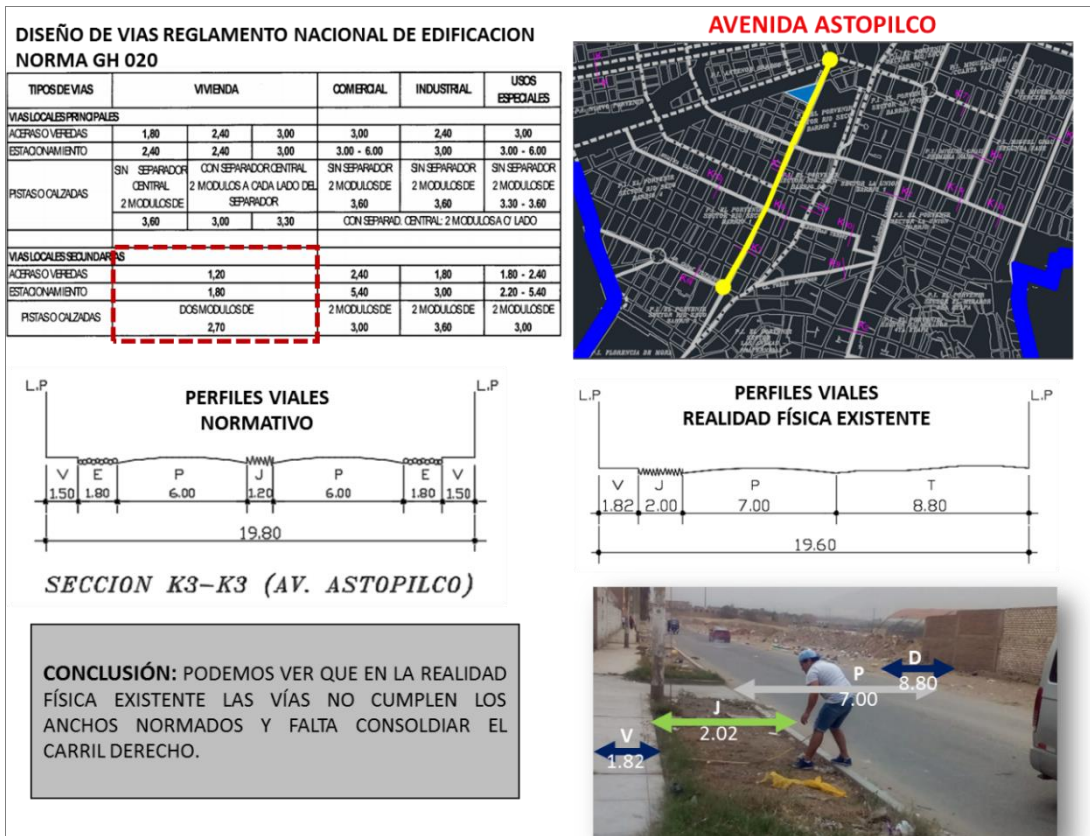 DISEÑO DE VIAS REGLAMENTO NACIONAL DE EDIFICACION
NORMA GH 020
TIPOS DE VIAS VIVIENDA COMERCIAL INDUSTRIAL USOS ESPECIALES
VIAS LOCALES PRINCIPALES
ACERAS O VEREDAS 1,80 2,40 3,00 3,00 2,40 3,00
ESTACIONAMIENTO 2,40 2,40 3,00 3.00 - 6.00 3,00 3.00 - 6.00
PISTAS O CALZADAS SIN SEPARADOR CENTRAL 2 MODULOS DE CON SEPARADOR CENTRAL 2 MODULOS A CADA LADO DEL SEPARADOR SIN SEPARADOR 2 MODULOS DE 3,60 SIN SEPARADOR 2 MODULOS DE 3,60 SIN SEPARADOR 2 MODULOS DE 3.30 - 3.60
3,60 3,00 3,30 CON SEPARAD. CENTRAL: 2 MODULOS A C/ LADO
VIAS LOCALES SECUNDARIAS
ACERAS O VEREDAS 1,20 2,40 1,80 1.80 - 2.40
ESTACIONAMIENTO 1,80 5,40 3,00 2.20 - 5.40
PISTAS O CALZADAS DOS MODULOS DE 2,70 2 MODULOS DE 3,00 2 MODULOS DE 3,60 2 MODULOS DE 3,00
AVENIDA ASTOPILCO
L.P L.P
PERFILES VIALES
NORMATIVO
V E P J P E V
1.50 1.80 6.00 1.20 6.00 1.80 1.50
19.80
SECCION K3-K3 (AV. ASTOPILCO)
L.P L.P
PERFILES VIALES
REALIDAD FÍSICA EXISTENTE
V J P T
1.82 2.00 7.00 8.80
19.60
CONCLUSIÓN: PODEMOS VER QUE EN LA REALIDAD
FÍSICA EXISTENTE LAS VÍAS NO CUMPLEN LOS
ANCHOS NORMADOS Y FALTA CONSOLDIAR EL
CARRIL DERECHO.
D
8.80
P
7.00
J
2.02
V
1.82